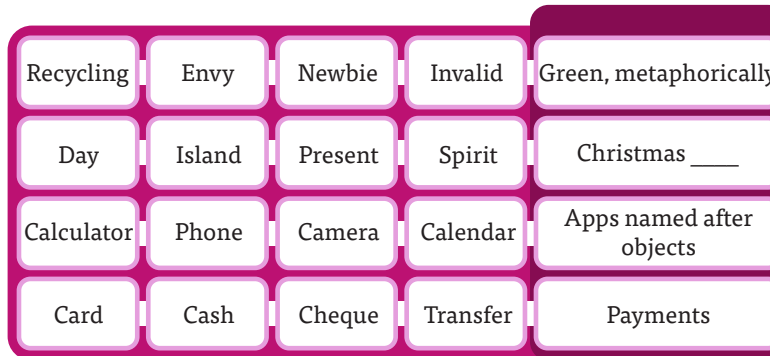 Recycling Envy Newbie Invalid Green, metaphorically
Day Island Present Spirit Christmas ____
Calculator Phone Camera Calendar Apps named after
objects
Card Cash Cheque Transfer Payments